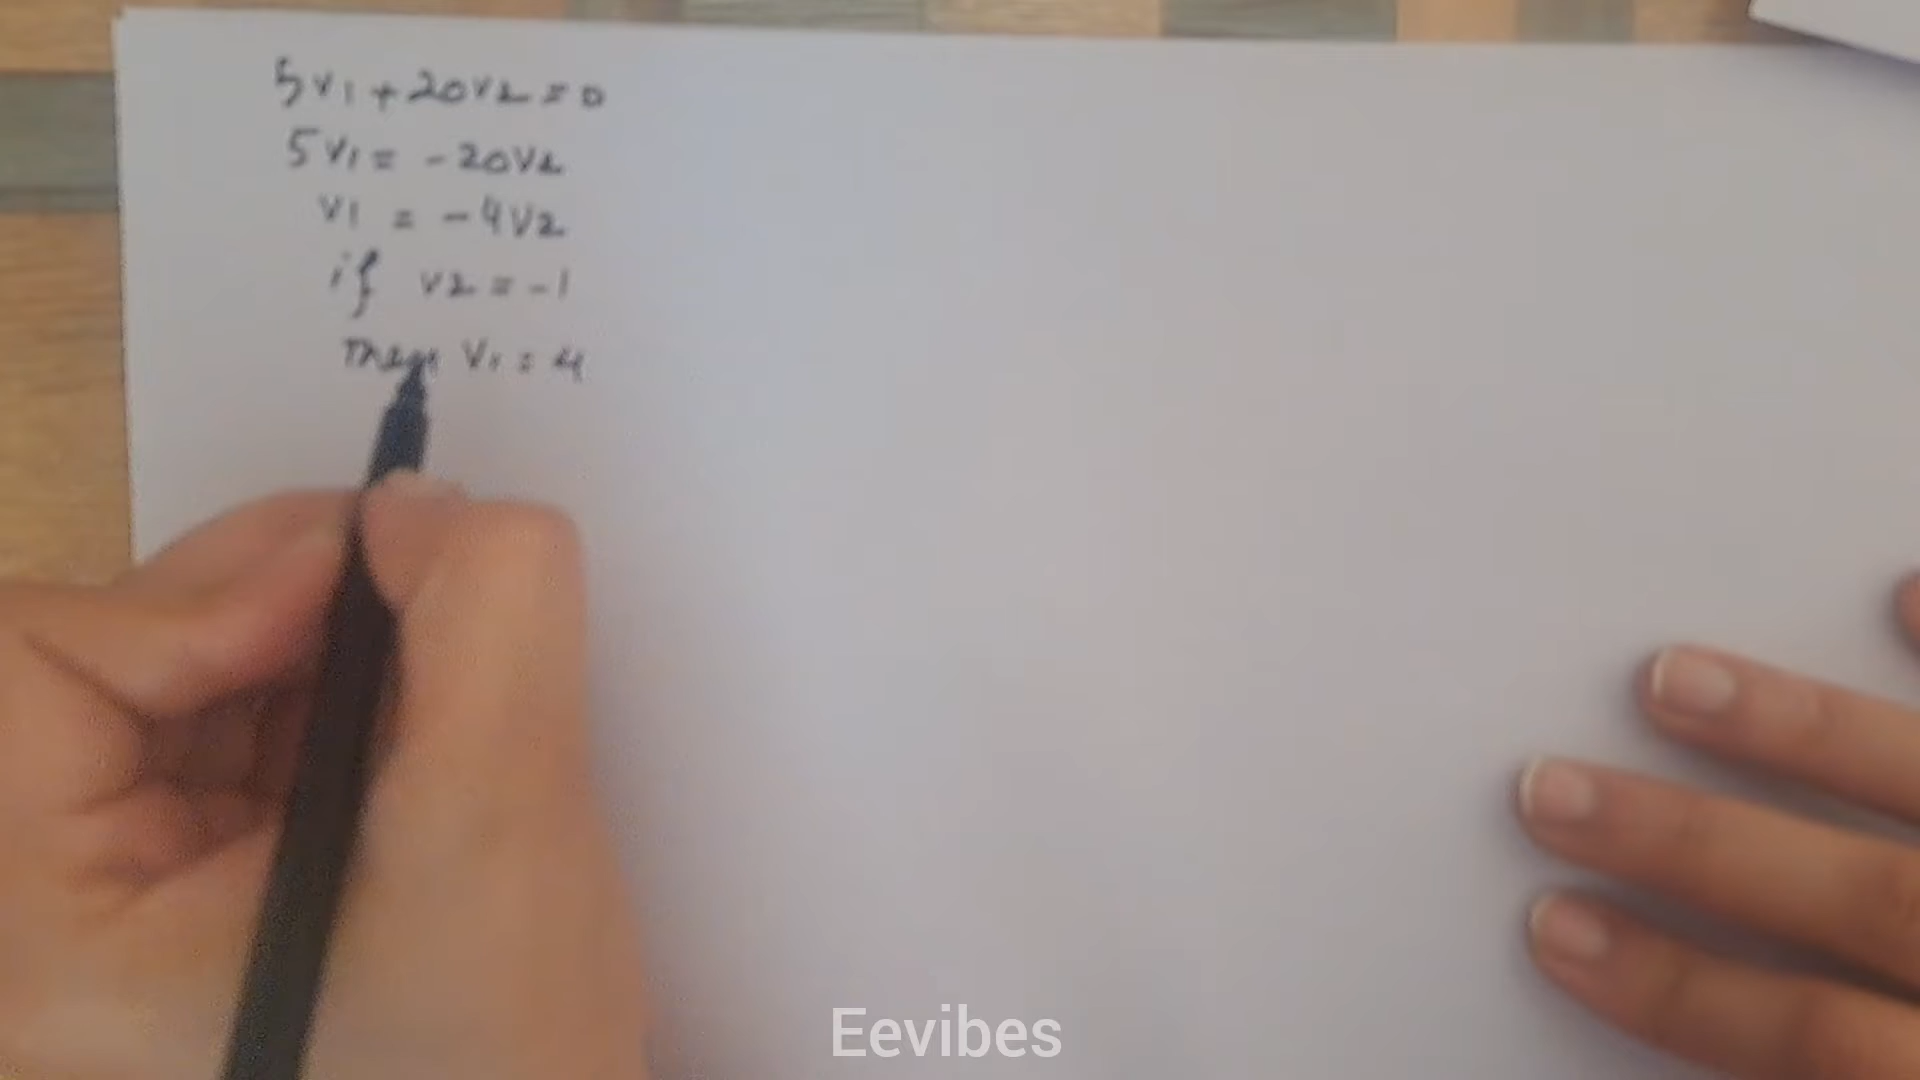 5v1+20v2=0
5v1=-20v2
v1=-4v2
if v2=-1
then v1=4
Eevibes